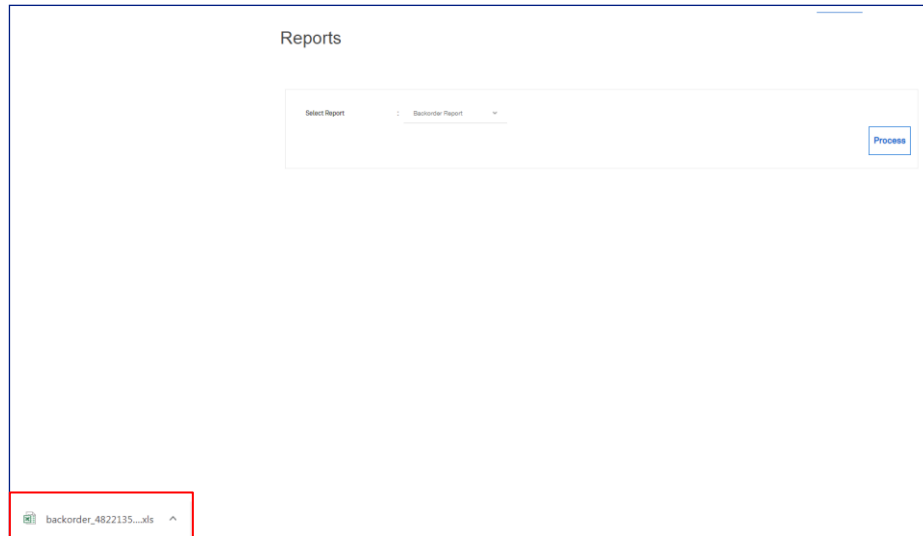 Reports
Select Report : Backorder Report
Process
backorder_4822135....xls